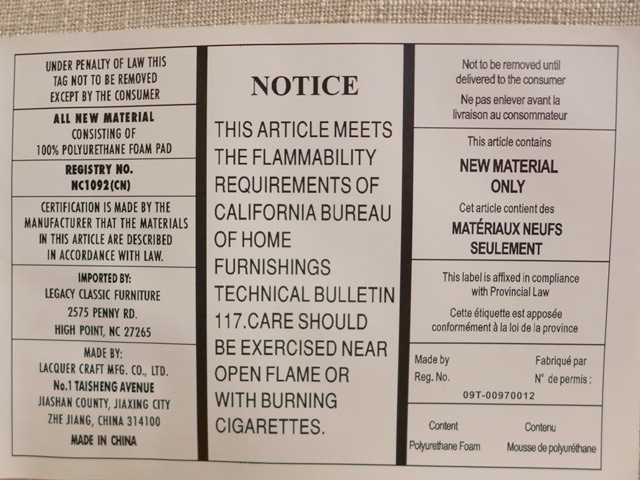 UNDER PENALTY OF LAW THIS
TAG NOT TO BE REMOVED
EXCEPT BY THE CONSUMER
ALL NEW MATERIAL
CONSISTING OF
100% POLYURETHANE FOAM PAD
REGISTRY NO.
NC1092(CN)
CERTIFICATION IS MADE BY THE
MANUFACTURER THAT THE MATERIALS
IN THIS ARTICLE ARE DESCRIBED
IN ACCORDANCE WITH LAW.
IMPORTED BY:
LEGACY CLASSIC FURNITURE
2575 PENNY RD.
HIGH POINT, NC 27265
MADE BY:
LACQUER CRAFT MFG. CO., LTD.
No.1 TAISHENG AVENUE
JIASHAN COUNTY, JIAXING CITY
ZHE JIANG, CHINA 314100
MADE IN CHINA
NOTICE
THIS ARTICLE MEETS
THE FLAMMABILITY
REQUIREMENTS OF
CALIFORNIA BUREAU
OF HOME
FURNISHINGS
TECHNICAL BULLETIN
117.CARE SHOULD
BE EXERCISED NEAR
OPEN FLAME OR
WITH BURNING
CIGARETTES.
Not to be removed until
delivered to the consumer
Ne pas enlever avant la
livraison au consommateur
This article contains
NEW MATERIAL
ONLY
Cet article contient des
MATÉRIAUX NEUFS
SEULEMENT
This label is affixed in compliance
with Provincial Law
Cette étiquette est apposée
conformément à la loi de la province
Made by Fabriqué par
Reg. No. N° de permis :
09T-00970012
Content Contenu
Polyurethane Foam Mousse de polyuréthane